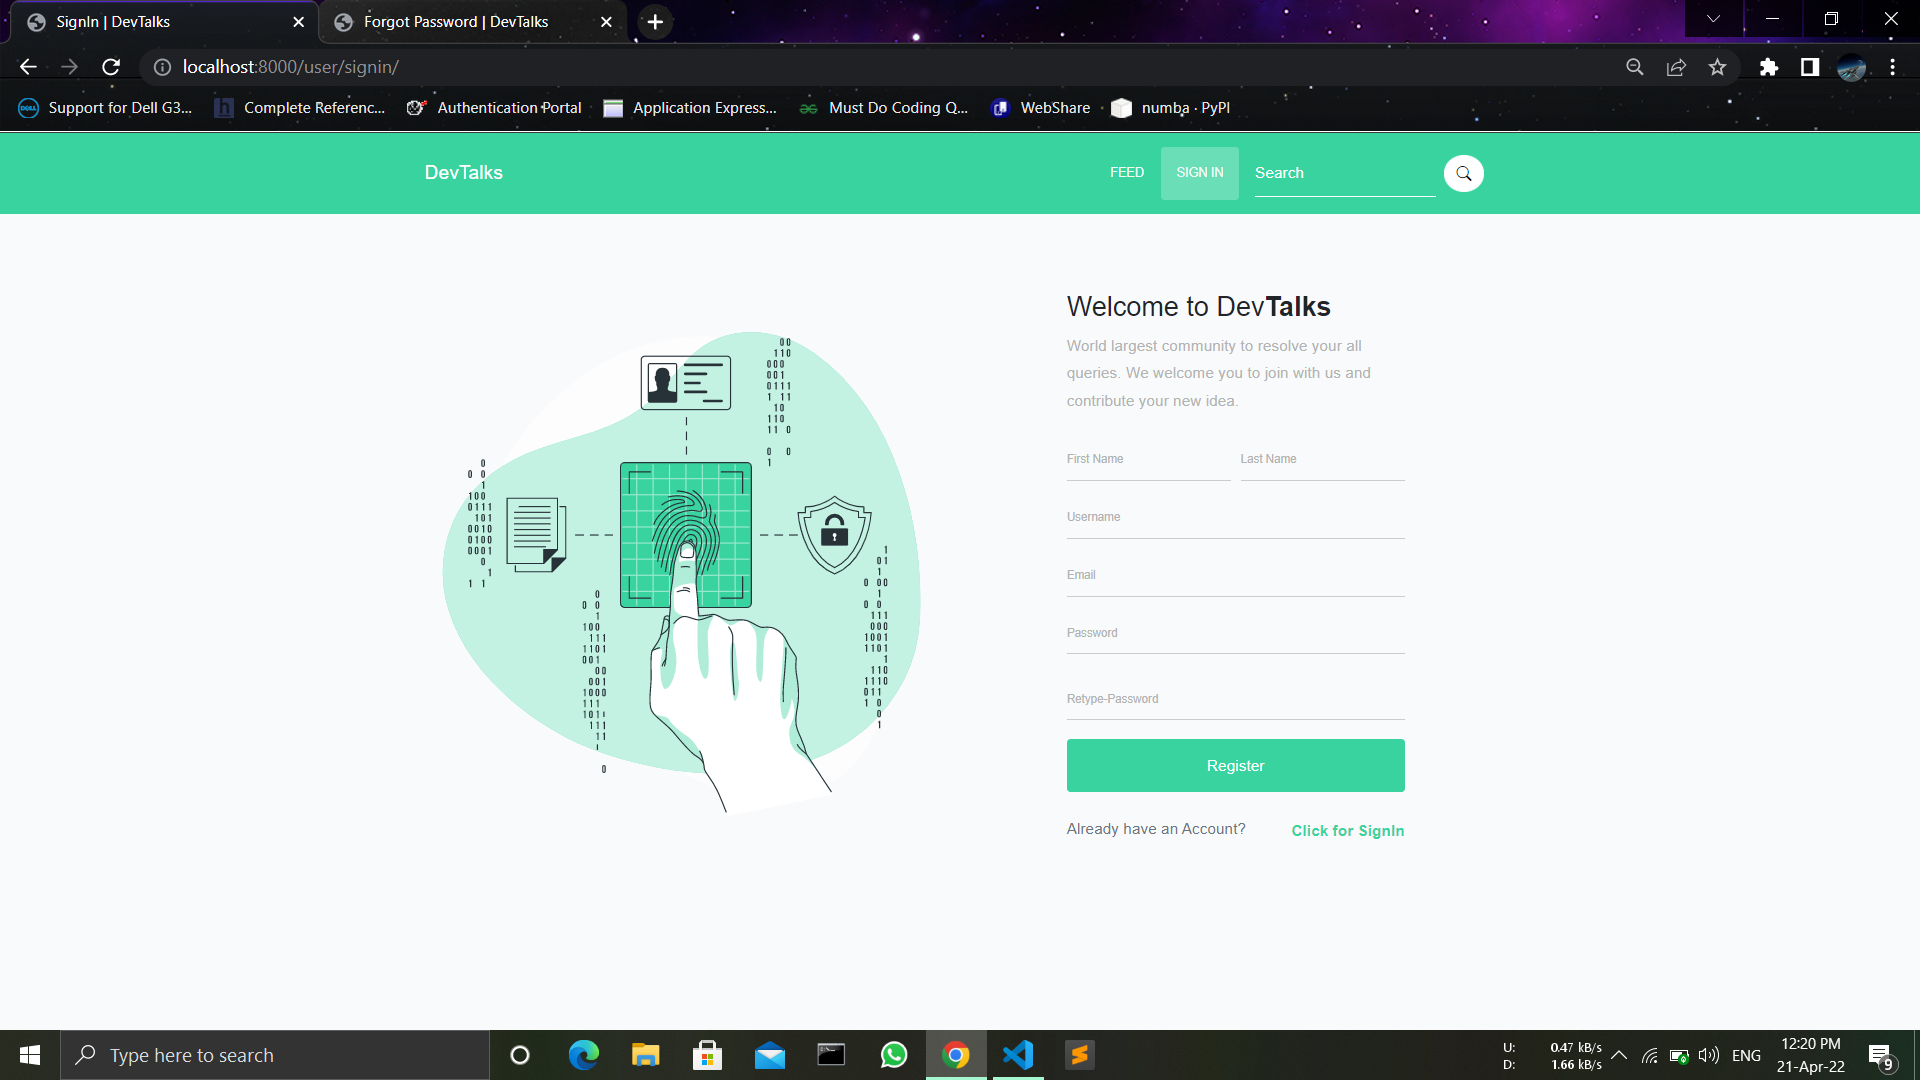 SignIn | DevTalks
Forgot Password | DevTalks
localhost:8000/user/signin/
Support for Dell G3...
Complete Referenc...
Authentication Portal
Application Express...
Must Do Coding Q...
WebShare
numba · PyPI
DevTalks
FEED
SIGN IN
Search
Welcome to DevTalks
World largest community to resolve your all
queries. We welcome you to join with us and
contribute your new idea.
First Name
Last Name
Username
Email
Password
Retype-Password
Register
Already have an Account?
Click for SignIn
Type here to search
U: 0.47 kB/s
D: 1.66 kB/s
ENG
12:20 PM
21-Apr-22
9